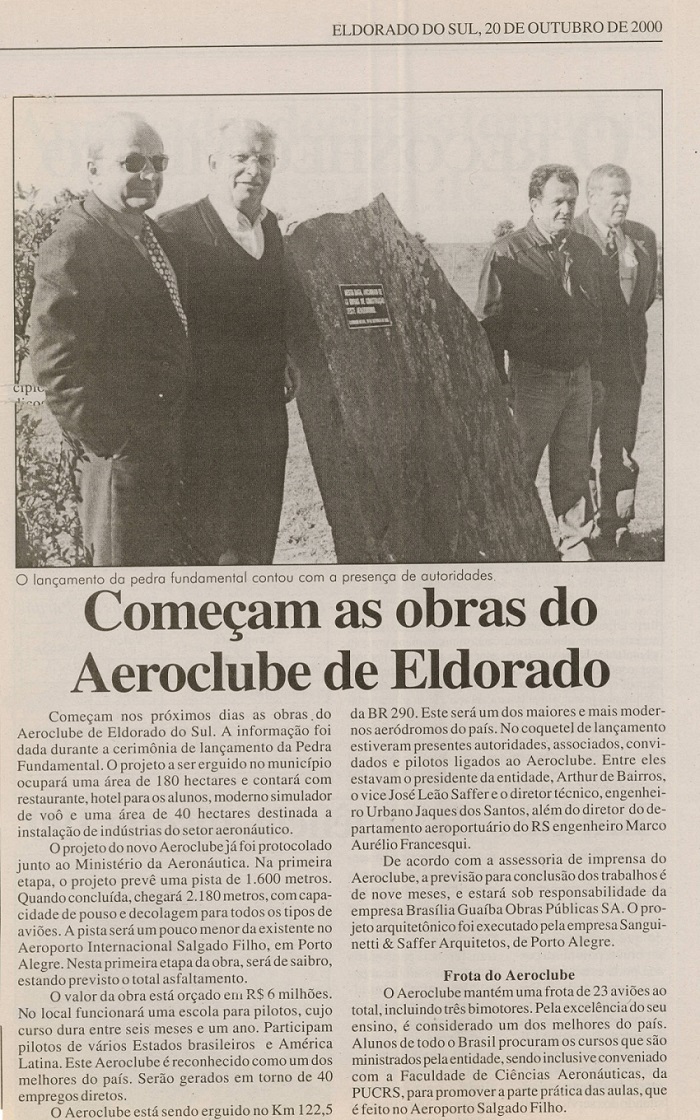 ELDORADO DO SUL, 20 DE OUTUBRO DE 2000
cipie
O lançamento da pedra fundamental contou com a presença de autoridades.
Começam as obras do
Aeroclube de Eldorado
Começam nos próximos dias as obras do
Aeroclube de Eldorado do Sul. A informação foi
dada durante a cerimônia de lançamento da Pedra
Fundamental. O projeto a ser erguido no município
ocupará uma área de 180 hectares e contará com
restaurante, hotel para os alunos, moderno simulador
de voô e uma área de 40 hectares destinada a
instalação de indústrias do setor aeronáutico.
O projeto do novo Aeroclube já foi protocolado
junto ao Ministério da Aeronáutica. Na primeira
etapa, o projeto prevê uma pista de 1.600 metros.
Quando concluída, chegará 2.180 metros, com capa-
cidade de pouso e decolagem para todos os tipos de
aviões. A pista será um pouco menor da existente no
Aeroporto Internacional Salgado Filho, em Porto
Alegre. Nesta primeira etapa da obra, será de saibro,
estando previsto o total asfaltamento.
O valor da obra está orçado em R$ 6 milhões.
No local funcionará uma escola para pilotos, cujo
curso dura entre seis meses e um ano. Participam
pilotos de vários Estados brasileiros e América
Latina. Este Aeroclube é reconhecido como um dos
melhores do país. Serão gerados em torno de 40
empregos diretos.
O Aeroclube está sendo erguido no Km 122,5
da BR 290. Este será um dos maiores e mais moder-
nos aeródromos do país. No coquetel de lançamento
estiveram presentes autoridades, associados, convi-
dados e pilotos ligados ao Aeroclube. Entre eles
estavam o presidente da entidade, Arthur de Bairros,
o vice José Leão Saffer e o diretor técnico, engenhei-
ro Urbano Jaques dos Santos, além do diretor do de-
partamento aeroportuário do RS engenheiro Marco
Aurélio Francesqui.
De acordo com a assessoria de imprensa do
Aeroclube, a previsão para conclusão dos trabalhos é
de nove meses, e estará sob responsabilidade da
empresa Brasília Guaíba Obras Públicas SA. O pro-
jeto arquitetônico foi executado pela empresa Sangui-
netti & Saffer Arquitetos, de Porto Alegre.
Frota do Aeroclube
O Aeroclube mantém uma frota de 23 aviões ao
total, incluindo três bimotores. Pela excelência do seu
ensino, é considerado um dos melhores do país.
Alunos de todo o Brasil procuram os cursos que são
ministrados pela entidade, sendo inclusive conveniado
com a Faculdade de Ciências Aeronáuticas, da
PUCRS, para promover a parte prática das aulas, que
é feito no Aeroporto Salgado Filho.